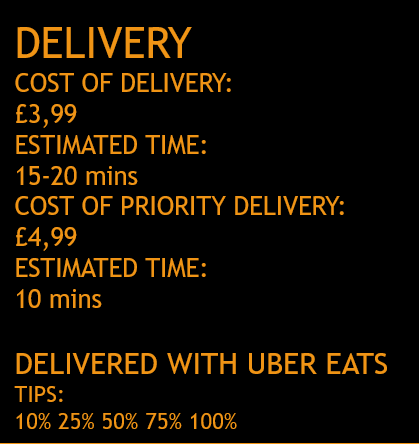 DELIVERY
COST OF DELIVERY:
£3,99
ESTIMATED TIME:
15-20 mins
COST OF PRIORITY DELIVERY:
£4,99
ESTIMATED TIME:
10 mins
DELIVERED WITH UBER EATS
TIPS:
10% 25% 50% 75% 100%